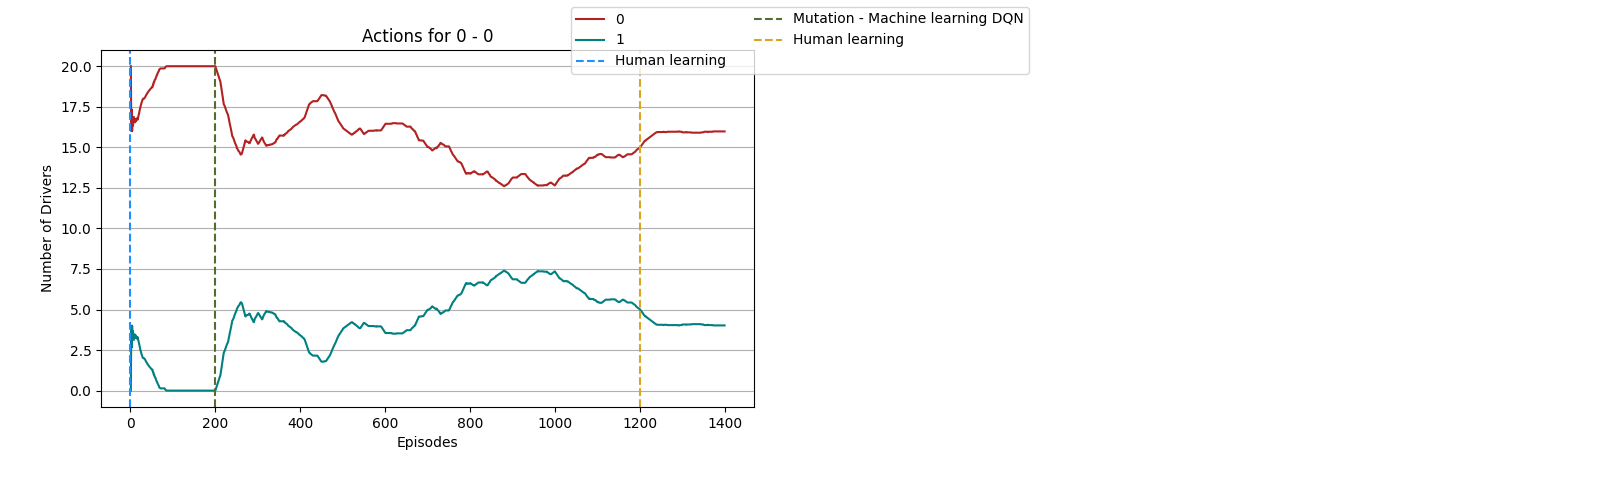 0
1
Human learning
Mutation - Machine learning DQN
Human learning
Actions for 0 - 0
Number of Drivers
20.0
17.5
15.0
12.5
10.0
7.5
5.0
2.5
0.0
0 200 400 600 800 1000 1200 1400
Episodes